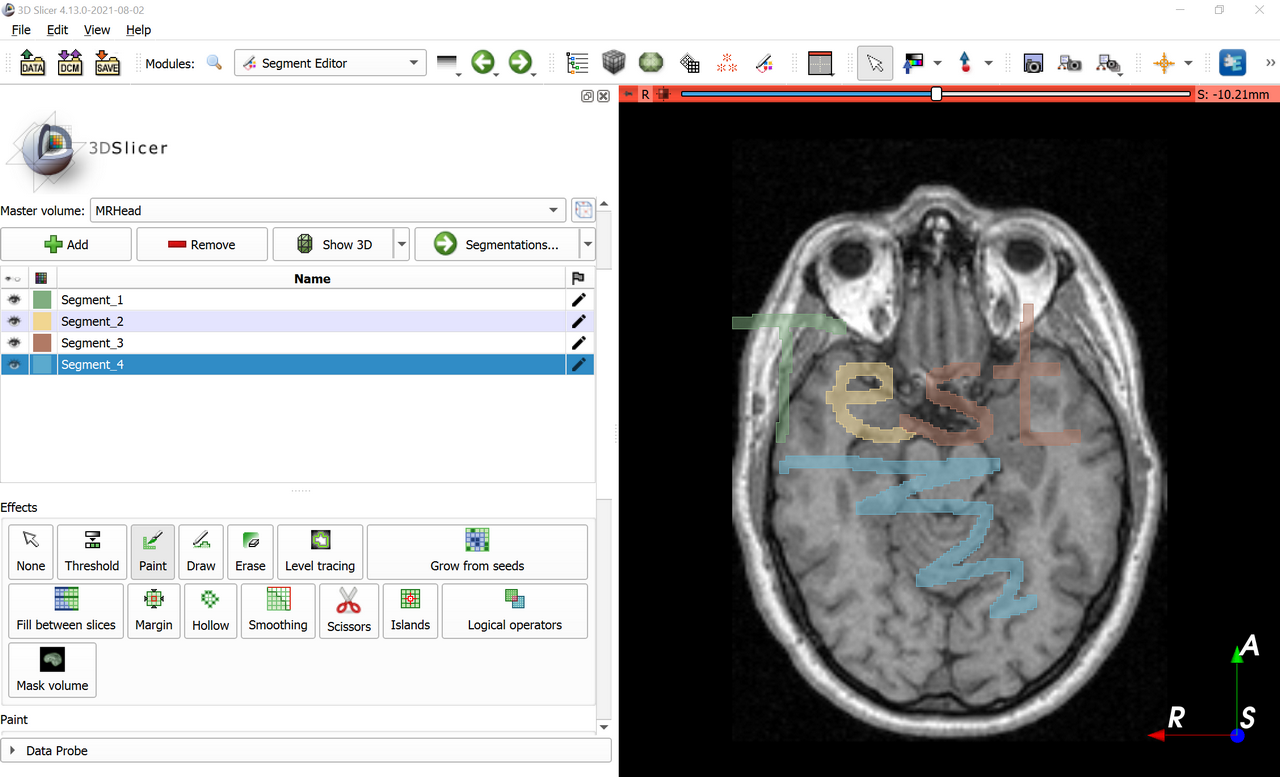 3D Slicer 4.13.0-2021-08-02
File Edit View Help
DATA DCM SAVE Modules: Segment Editor
R S: -10.21mm
3DSlicer
Master volume: MRHead
Add Remove Show 3D Segmentations...
Name
Segment_1
Segment_2
Segment_3
Segment_4
Effects
None Threshold Paint Draw Erase Level tracing Grow from seeds
Fill between slices Margin Hollow Smoothing Scissors Islands Logical operators
Mask volume
Paint
Data Probe
Test
A
R S